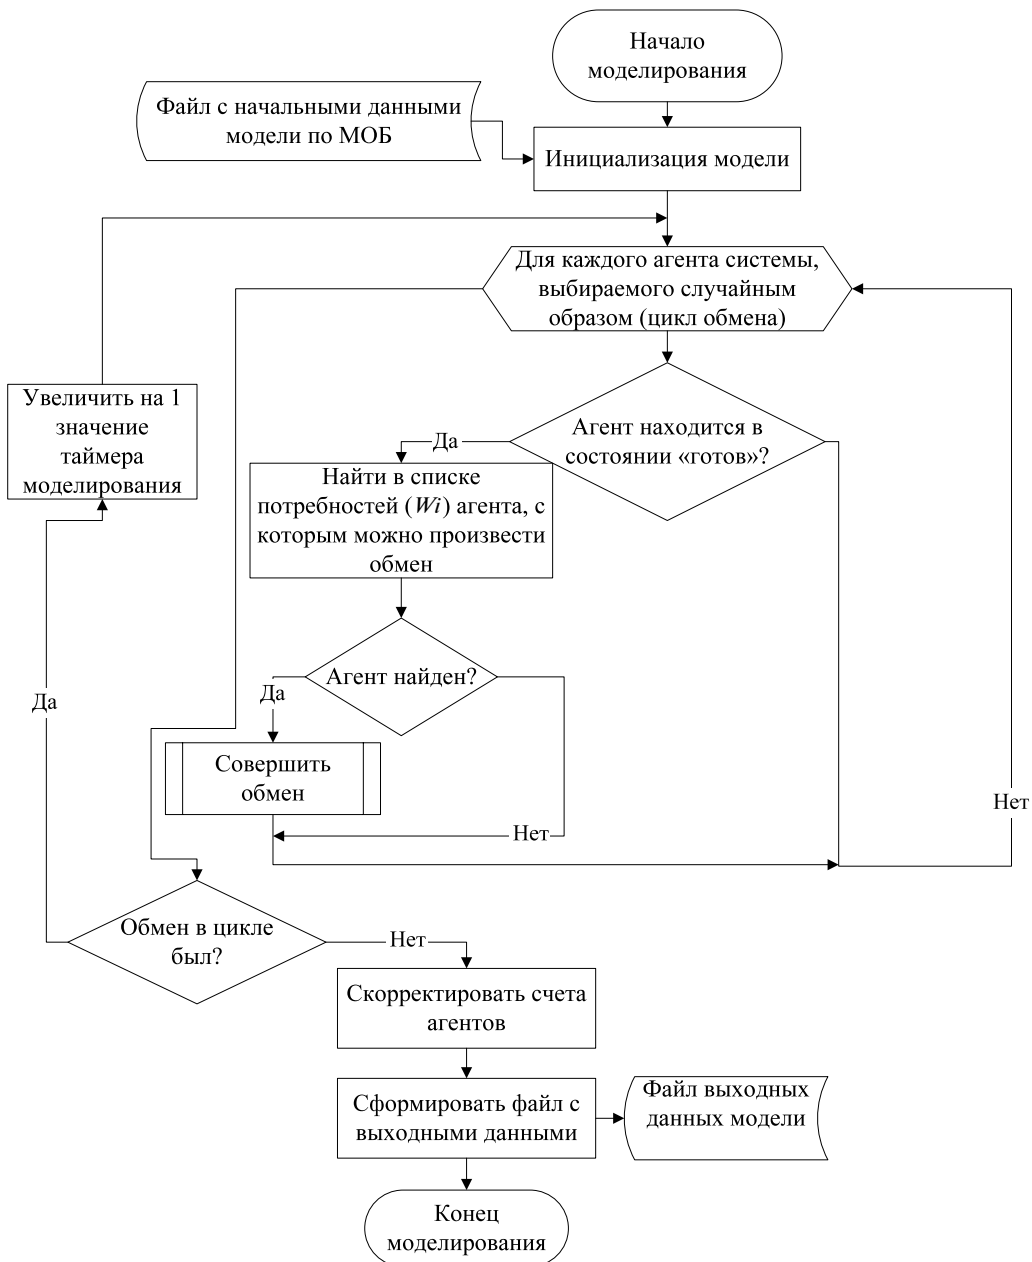 Начало
моделирования
Файл с начальными данными
модели по МОБ
Инициализация модели
Для каждого агента системы,
выбираемого случайным
образом (цикл обмена)
Увеличить на 1
значение
таймера
моделирования
Агент находится в
состоянии «готов»?
Да
Найти в списке
потребностей (Wi) агента, с
которым можно произвести
обмен
Агент найден?
Да
Да
Совершить
обмен
Нет
Нет
Обмен в цикле
был?
Нет
Скорректировать счета
агентов
Сформировать файл с
выходными данными
Файл выходных
данных модели
Конец
моделирования